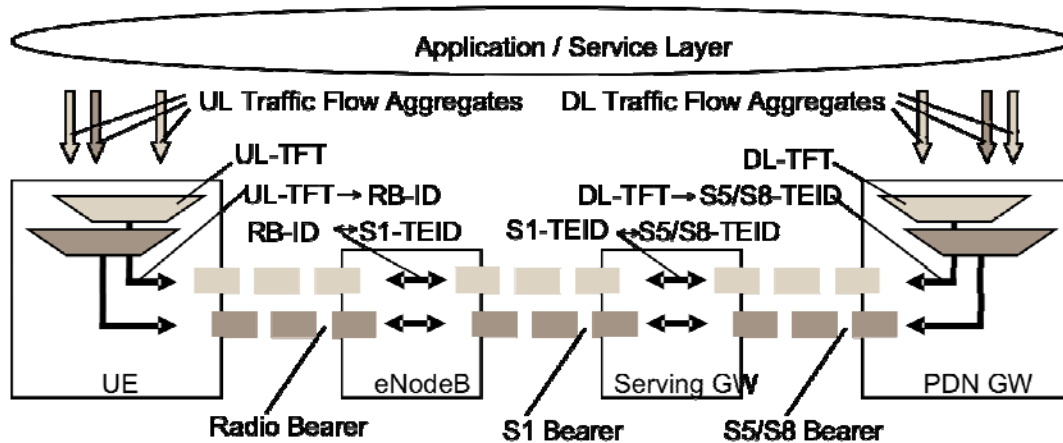 Application / Service Layer
UL Traffic Flow Aggregates
DL Traffic Flow Aggregates
UL-TFT
DL-TFT
UL-TFT→RB-ID
DL-TFT→S5/S8-TEID
RB-ID ↔S1-TEID
S1-TEID ↔S5/S8-TEID
UE
eNodeB
Serving GW
PDN GW
Radio Bearer
S1 Bearer
S5/S8 Bearer